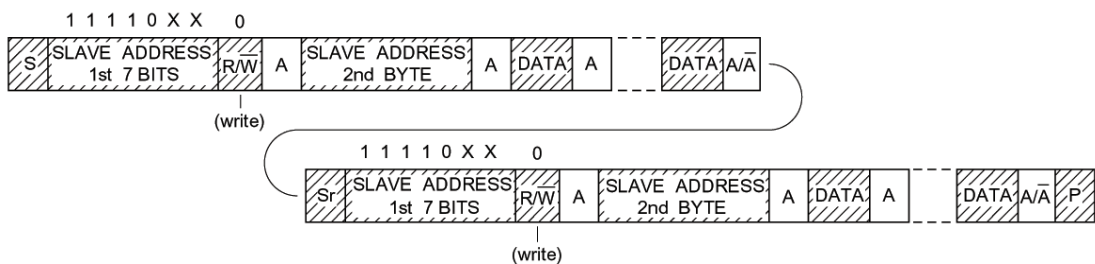 1 1 1 1 0 X X 0
S SLAVE ADDRESS R/W̅ A SLAVE ADDRESS A DATA A DATA A/A̅
1st 7 BITS 2nd BYTE
(write)
1 1 1 1 0 X X 0
Sr SLAVE ADDRESS R/W̅ A SLAVE ADDRESS A DATA A DATA A/A̅ P
1st 7 BITS 2nd BYTE
(write)